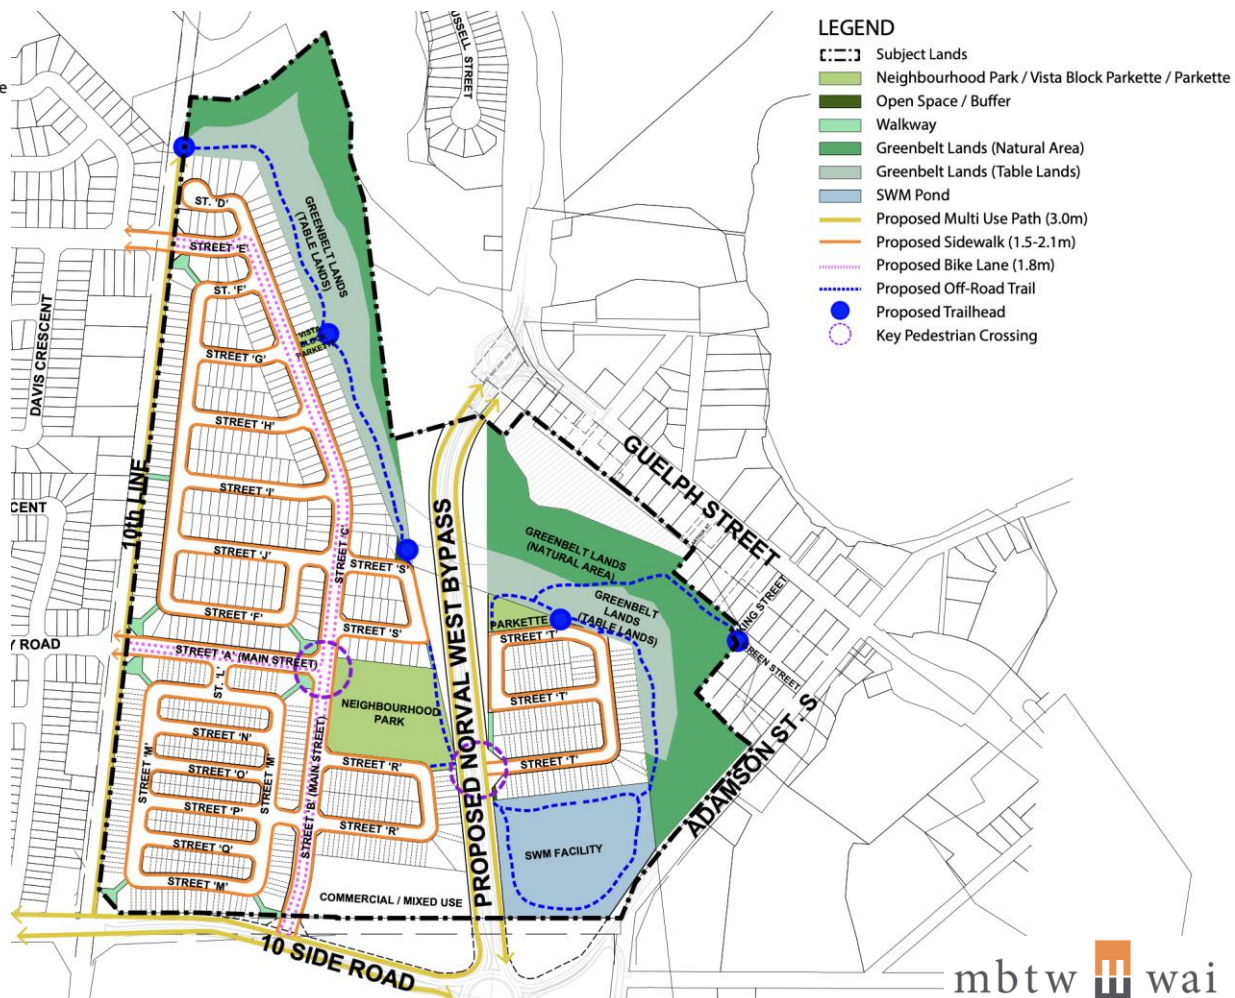 USSELL STREET
e
LEGEND
Subject Lands
Neighbourhood Park / Vista Block Parkette / Parkette
Open Space / Buffer
Walkway
Greenbelt Lands (Natural Area)
Greenbelt Lands (Table Lands)
SWM Pond
Proposed Multi Use Path (3.0m)
Proposed Sidewalk (1.5-2.1m)
Proposed Bike Lane (1.8m)
Proposed Off-Road Trail
Proposed Trailhead
Key Pedestrian Crossing
ST. 'D'
STREET 'E'
ST. 'F'
GREENBELT LANDS
(TABLE LANDS)
VISTA
BLOCK
PARKETTE
DAVIS CRESCENT
STREET 'G'
STREET 'H'
STREET 'I'
STREET 'J'
STREET 'F'
STREET 'C'
10th LINE
CENT
Y ROAD
STREET 'S'
STREET 'S'
PROPOSED NORVAL WEST BYPASS
GUELPH STREET
GREENBELT LANDS
(NATURAL AREA)
GREENBELT
LANDS
(TABLE LANDS)
PARKETTE
STREET 'T'
STREET 'T'
STREET 'T'
KING STREET
GREEN STREET
ADAMSON ST. S
STREET 'A' (MAIN STREET)
ST. 'L'
NEIGHBOURHOOD
PARK
STREET 'M'
STREET 'N'
STREET 'O'
STREET 'M'
STREET 'P'
STREET 'Q'
STREET 'M'
STREET 'B' (MAIN STREET)
STREET 'R'
STREET 'R'
SWM FACILITY
COMMERCIAL / MIXED USE
10 SIDE ROAD
mbtw wai